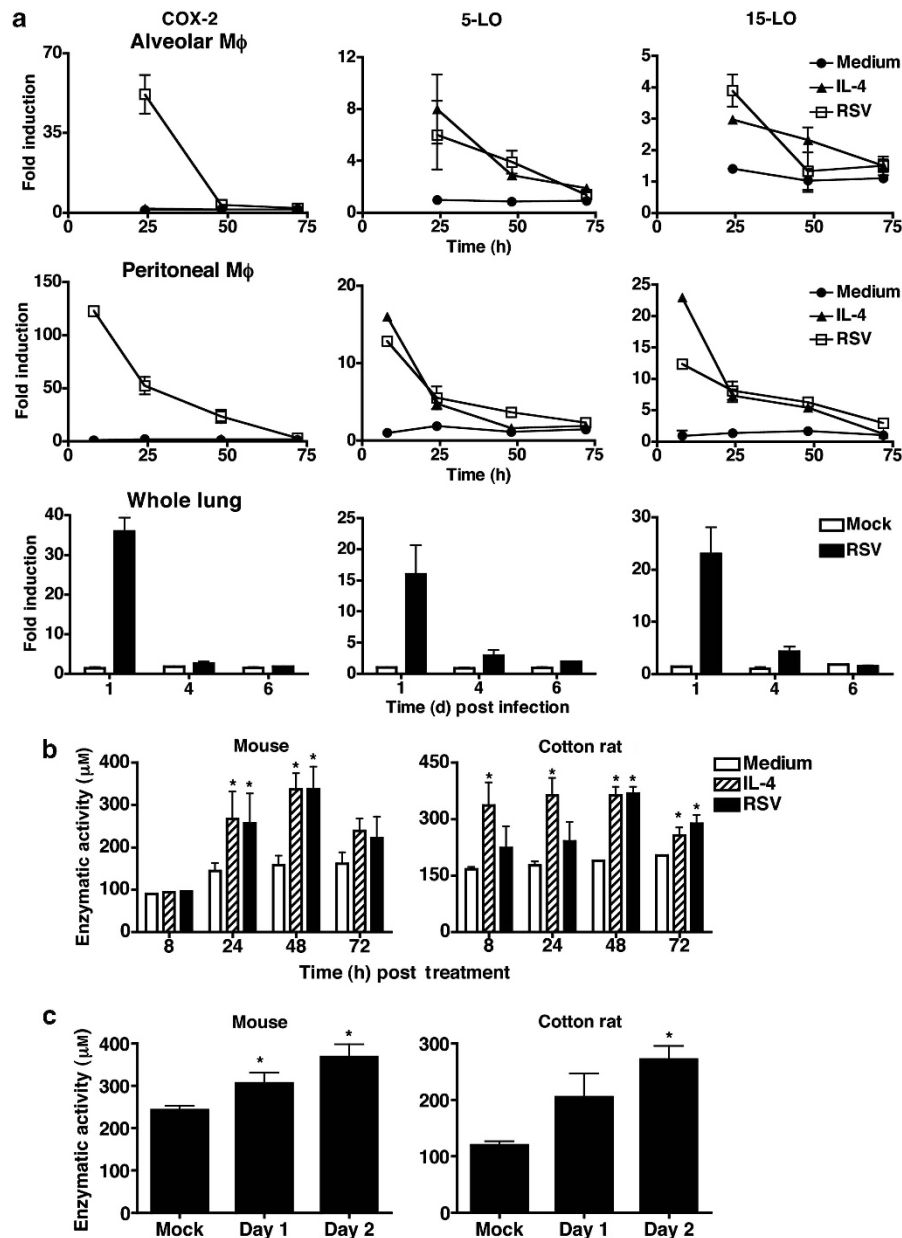 a
COX-2 5-LO 15-LO
Alveolar Mϕ
Fold induction
70
35
0
0 25 50 75
12
8
4
0
0 25 50 75
Time (h)
5
4
3
2
1
0
0 25 50 75
Medium
IL-4
RSV
Peritoneal Mϕ
Fold induction
150
100
50
0
0 25 50 75
20
10
0
0 25 50 75
Time (h)
25
20
15
10
5
0
0 25 50 75
Medium
IL-4
RSV
Whole lung
Fold induction
40
30
20
10
0
1 4 6
25
20
15
10
5
0
1 4 6
Time (d) post infection
30
20
10
0
1 4 6
Mock
RSV
b
Mouse
Enzymatic activity (μM)
400
300
200
100
0
* * * *
8 24 48 72
Cotton rat
450
300
150
0
* * * * * *
8 24 48 72
Medium
IL-4
RSV
Time (h) post treatment
c
Mouse
Enzymatic activity (μM)
400
300
200
100
0
* *
Mock Day 1 Day 2
Cotton rat
300
200
100
0
*
Mock Day 1 Day 2